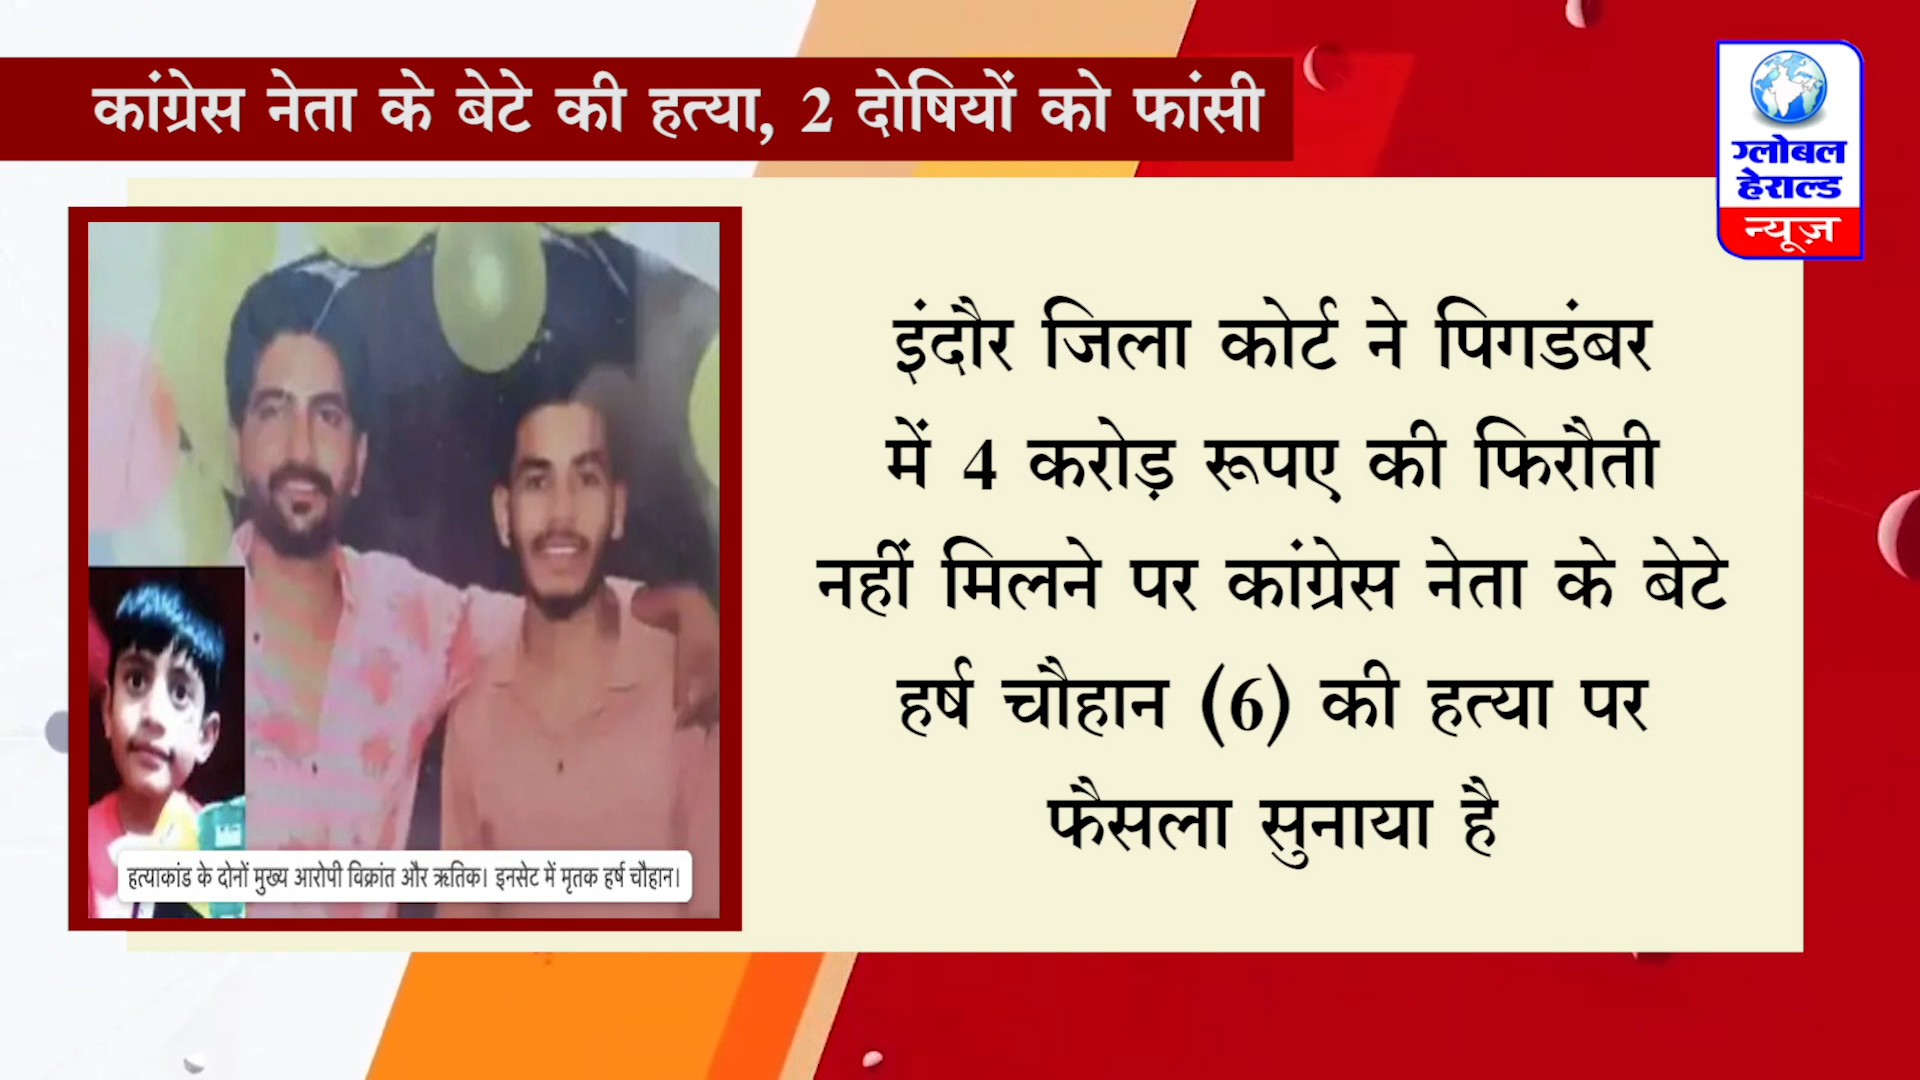 कांग्रेस नेता के बेटे की हत्या, 2 दोषियों को फांसी
ग्लोबल
हेराल्ड
न्यूज़
इंदौर जिला कोर्ट ने पिगडंबर
में 4 करोड़ रूपए की फिरौती
नहीं मिलने पर कांग्रेस नेता के बेटे
हर्ष चौहान (6) की हत्या पर
फैसला सुनाया है
हत्याकांड के दोनों मुख्य आरोपी विक्रांत और ऋतिक। इनसेट में मृतक हर्ष चौहान।